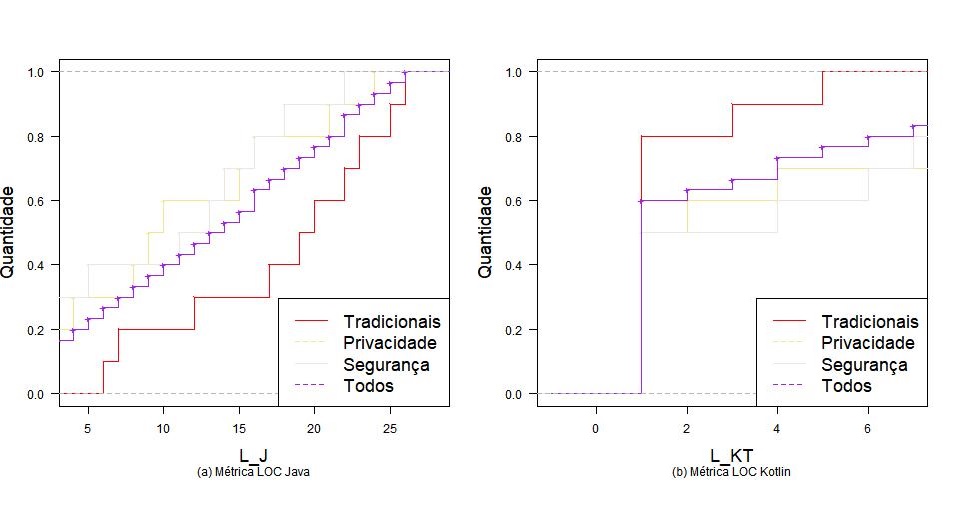 Quantidade
1.0
0.8
0.6
0.4
0.2
0.0
Tradicionais
Privacidade
Segurança
Todos
5 10 15 20 25
L_J
(a) Métrica LOC Java
Quantidade
1.0
0.8
0.6
0.4
0.2
0.0
Tradicionais
Privacidade
Segurança
Todos
0 2 4 6
L_KT
(b) Métrica LOC Kotlin